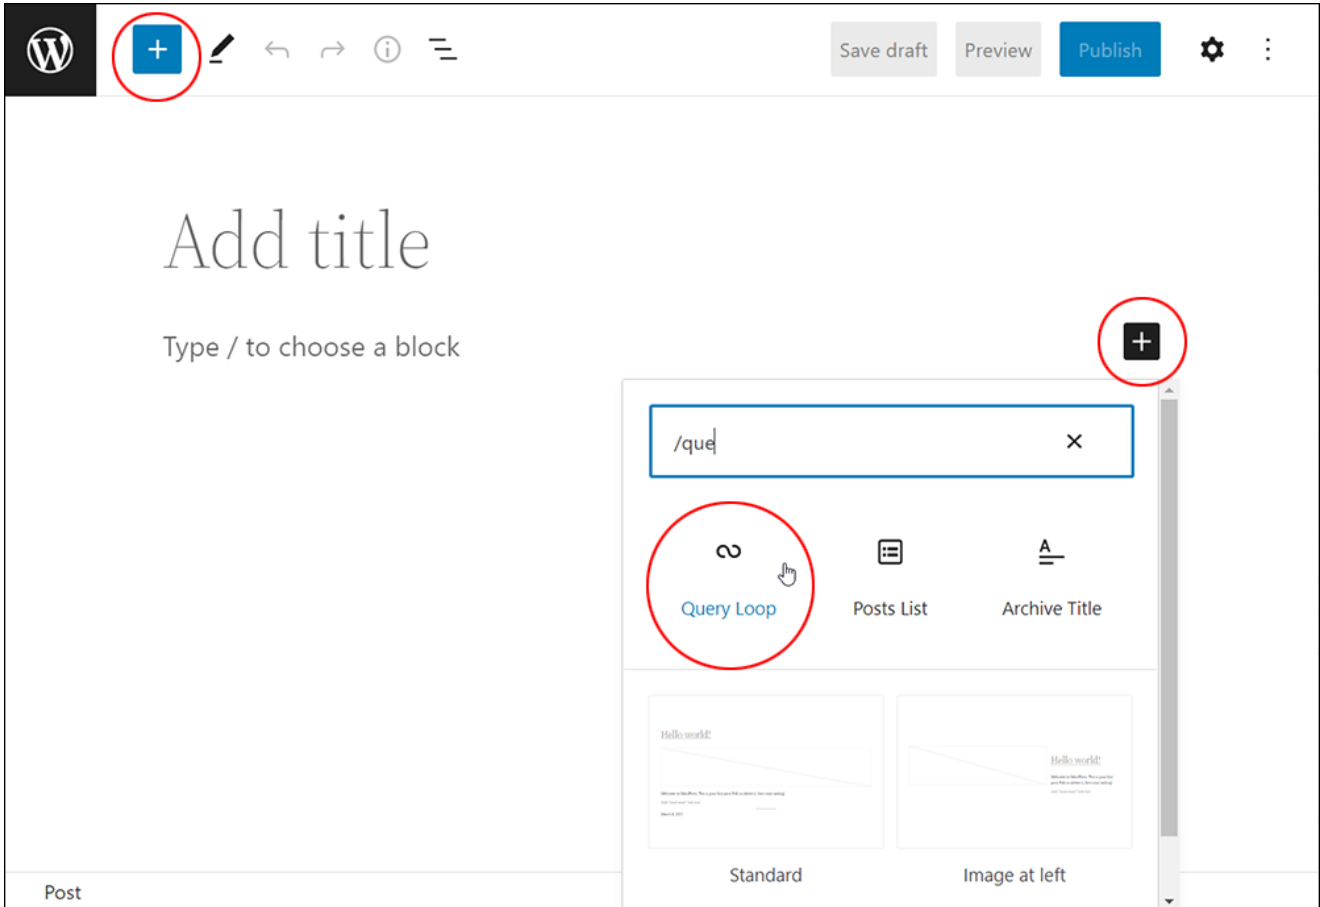 Save draft Preview Publish
Add title
Type / to choose a block
/que
Query Loop Posts List Archive Title
Hello world!
Hello world!
Standard Image at left
Post